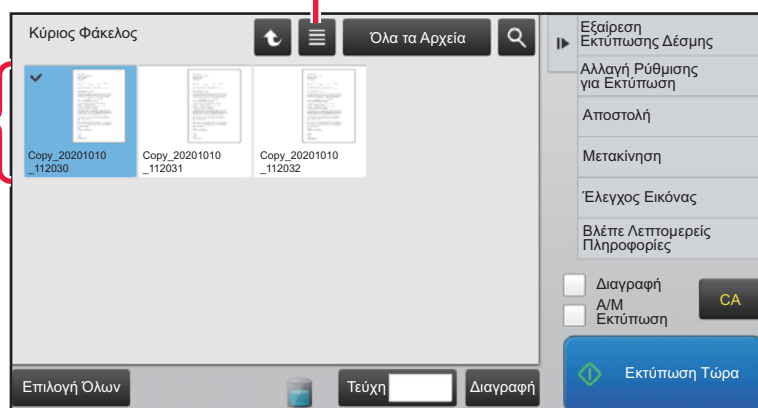 Κύριος Φάκελος
Όλα τα Αρχεία
Copy_20201010
_112030
Copy_20201010
_112031
Copy_20201010
_112032
Εξαίρεση
Εκτύπωσης Δέσμης
Αλλαγή Ρύθμισης
για Εκτύπωση
Αποστολή
Μετακίνηση
Έλεγχος Εικόνας
Βλέπε Λεπτομερείς
Πληροφορίες
Διαγραφή
Α/Μ
Εκτύπωση
CA
Επιλογή Όλων
Τεύχη
Διαγραφή
Εκτύπωση Τώρα